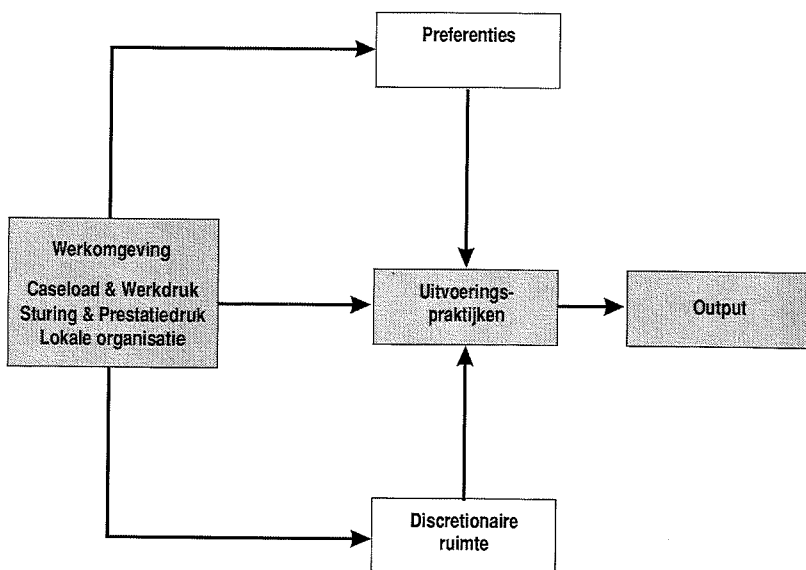 Preferenties
Werkomgeving
Caseload & Werkdruk
Sturing & Prestatiedruk
Lokale organisatie
Uitvoerings-
praktijken
Output
Discretionaire
ruimte